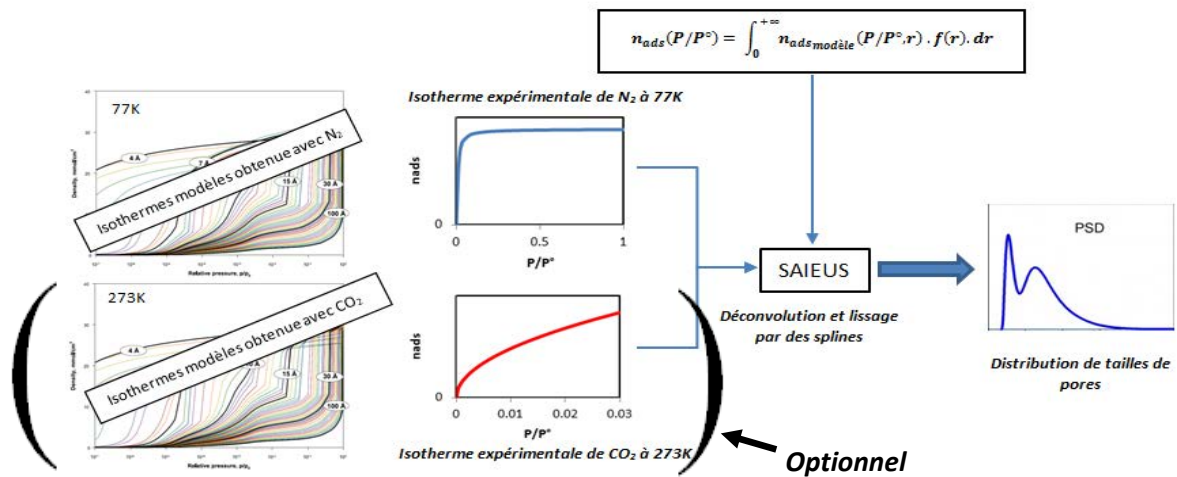 n_ads(P/P°) = ∫₀^{+∞} n_ads_modèle(P/P°,r) . f(r). dr
77K
4 Å
7 Å
15 Å
30 Å
100 Å
Isothermes modèles obtenue avec N₂
Density, mmol/cm³
Relative pressure, p/p₀
Isotherme expérimentale de N₂ à 77K
nads
0
0 0.5 1
P/P°
273K
4 Å
15 Å
30 Å
100 Å
Isothermes modèles obtenue avec CO₂
Density, mmol/cm³
Relative pressure, p/p₀
nads
0
0 0.01 0.02 0.03
P/P°
Isotherme expérimentale de CO₂ à 273K
SAIEUS
Déconvolution et lissage
par des splines
PSD
Distribution de tailles de
pores
Optionnel